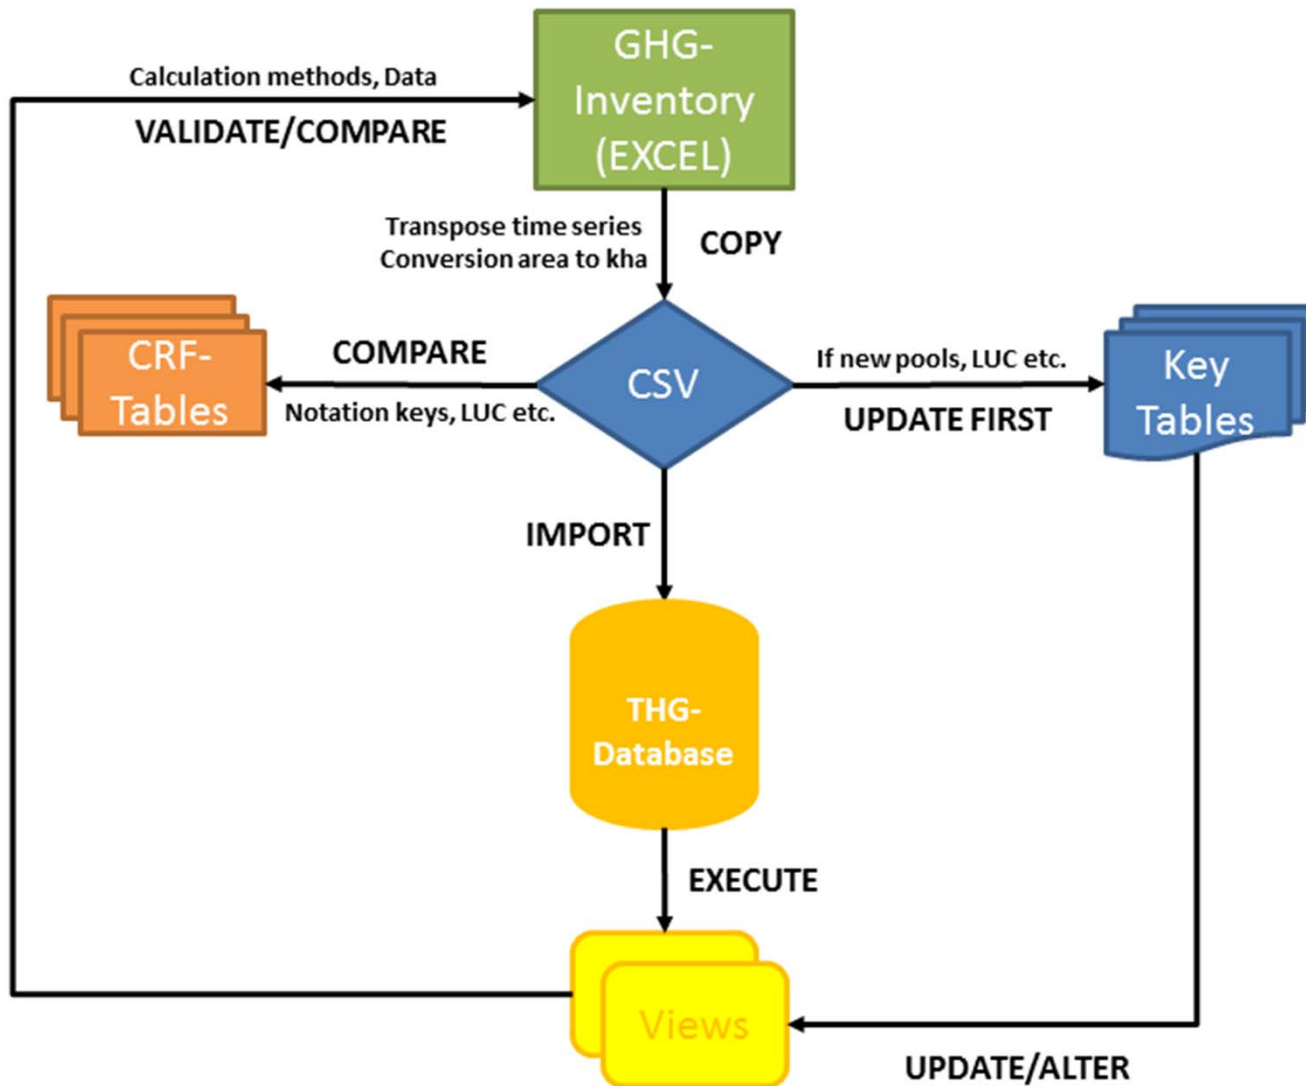 GHG-
Inventory
(EXCEL)
Calculation methods, Data
VALIDATE/COMPARE
Transpose time series
Conversion area to kha
COPY
CRF-
Tables
COMPARE
Notation keys, LUC etc.
CSV
If new pools, LUC etc.
UPDATE FIRST
Key
Tables
IMPORT
THG-
Database
EXECUTE
Views
UPDATE/ALTER